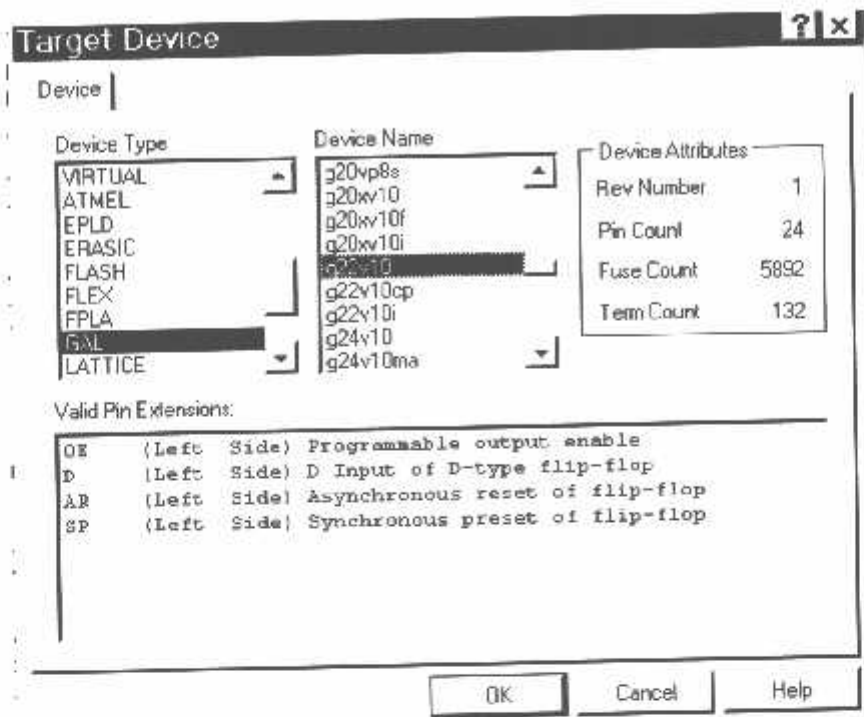 Target Device
? ×
Device
Device Type
VIRTUAL
ATMEL
EPLD
ERASIC
FLASH
FLEX
FPLA
GAL
LATTICE
Device Name
g20vp8s
g20xv10
g20xv10f
g20xv10i
g22v10
g22v10cp
g22v10i
g24v10
g24v10ma
Device Attributes
Rev Number 1
Pin Count 24
Fuse Count 5892
Term Count 132
Valid Pin Extensions:
OE (Left Side) Programmable output enable
D (Left Side) D Input of D-type flip-flop
AR (Left Side) Asynchronous reset of flip-flop
SP (Left Side) Synchronous preset of flip-flop
OK Cancel Help